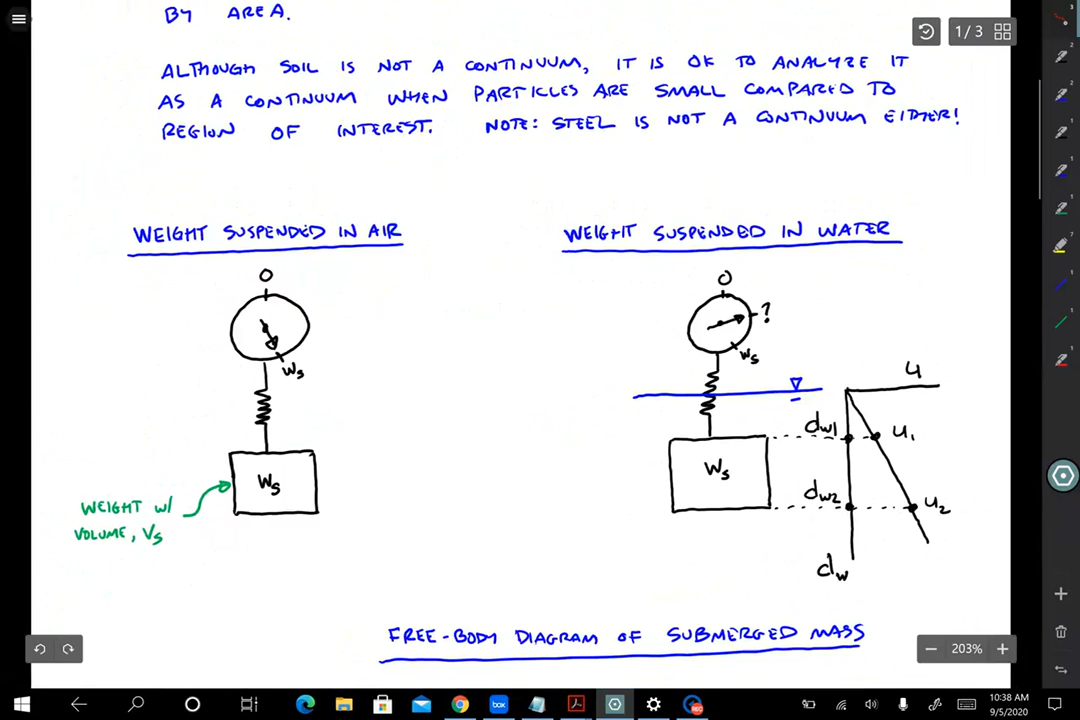 BY AREA.
1/3
ALTHOUGH SOIL IS NOT A CONTINUUM, IT IS OK TO ANALYZE IT
AS A CONTINUUM WHEN PARTICLES ARE SMALL COMPARED TO
REGION OF INTEREST. NOTE: STEEL IS NOT A CONTINUUM EITHER!
WEIGHT SUSPENDED IN AIR
WEIGHT SUSPENDED IN WATER
O
Ws
Ws
WEIGHT W/
VOLUME, Vs
O
?
Ws
Ws
u
dw1
u1
dw2
u2
dw
FREE-BODY DIAGRAM OF SUBMERGED MASS
203%
box
REC
10:38 AM
9/5/2020